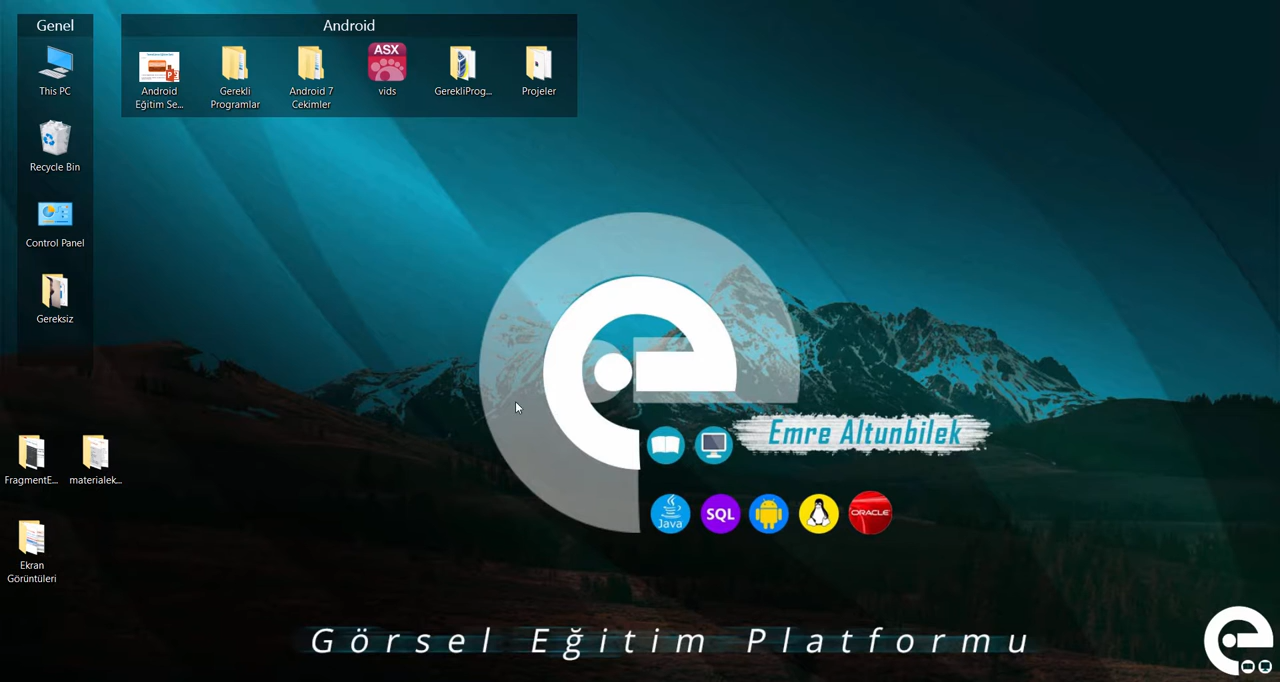 Genel
This PC
Recycle Bin
Control Panel
Gereksiz
Android
Android
Eğitim Se...
Gerekli
Programlar
Android 7
Cekimler
ASX
vids
GerekliProg...
Projeler
FragmentE...
materialek...
Ekran
Görüntüleri
Emre Altunbilek
Java
SQL
ORACLE
Görsel Eğitim Platformu